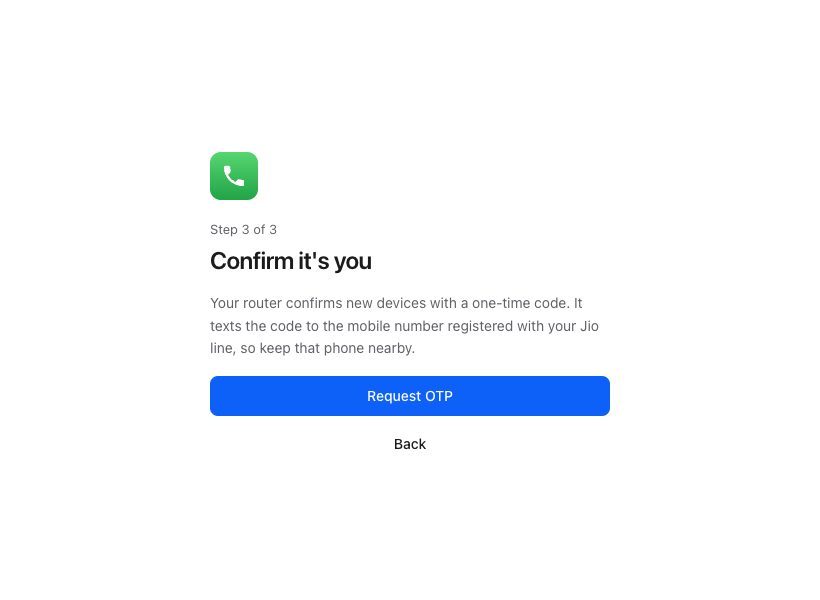 Step 3 of 3
Confirm it's you
Your router confirms new devices with a one-time code. It
texts the code to the mobile number registered with your Jio
line, so keep that phone nearby.
Request OTP
Back